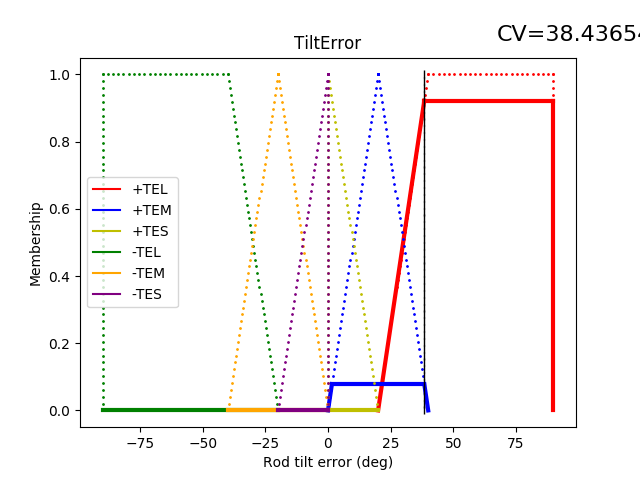 CV=38.43654
TiltError
1.0
0.8
0.6
0.4
0.2
0.0
Membership
+TEL
+TEM
+TES
-TEL
-TEM
-TES
−75
−50
−25
0
25
50
75
Rod tilt error (deg)